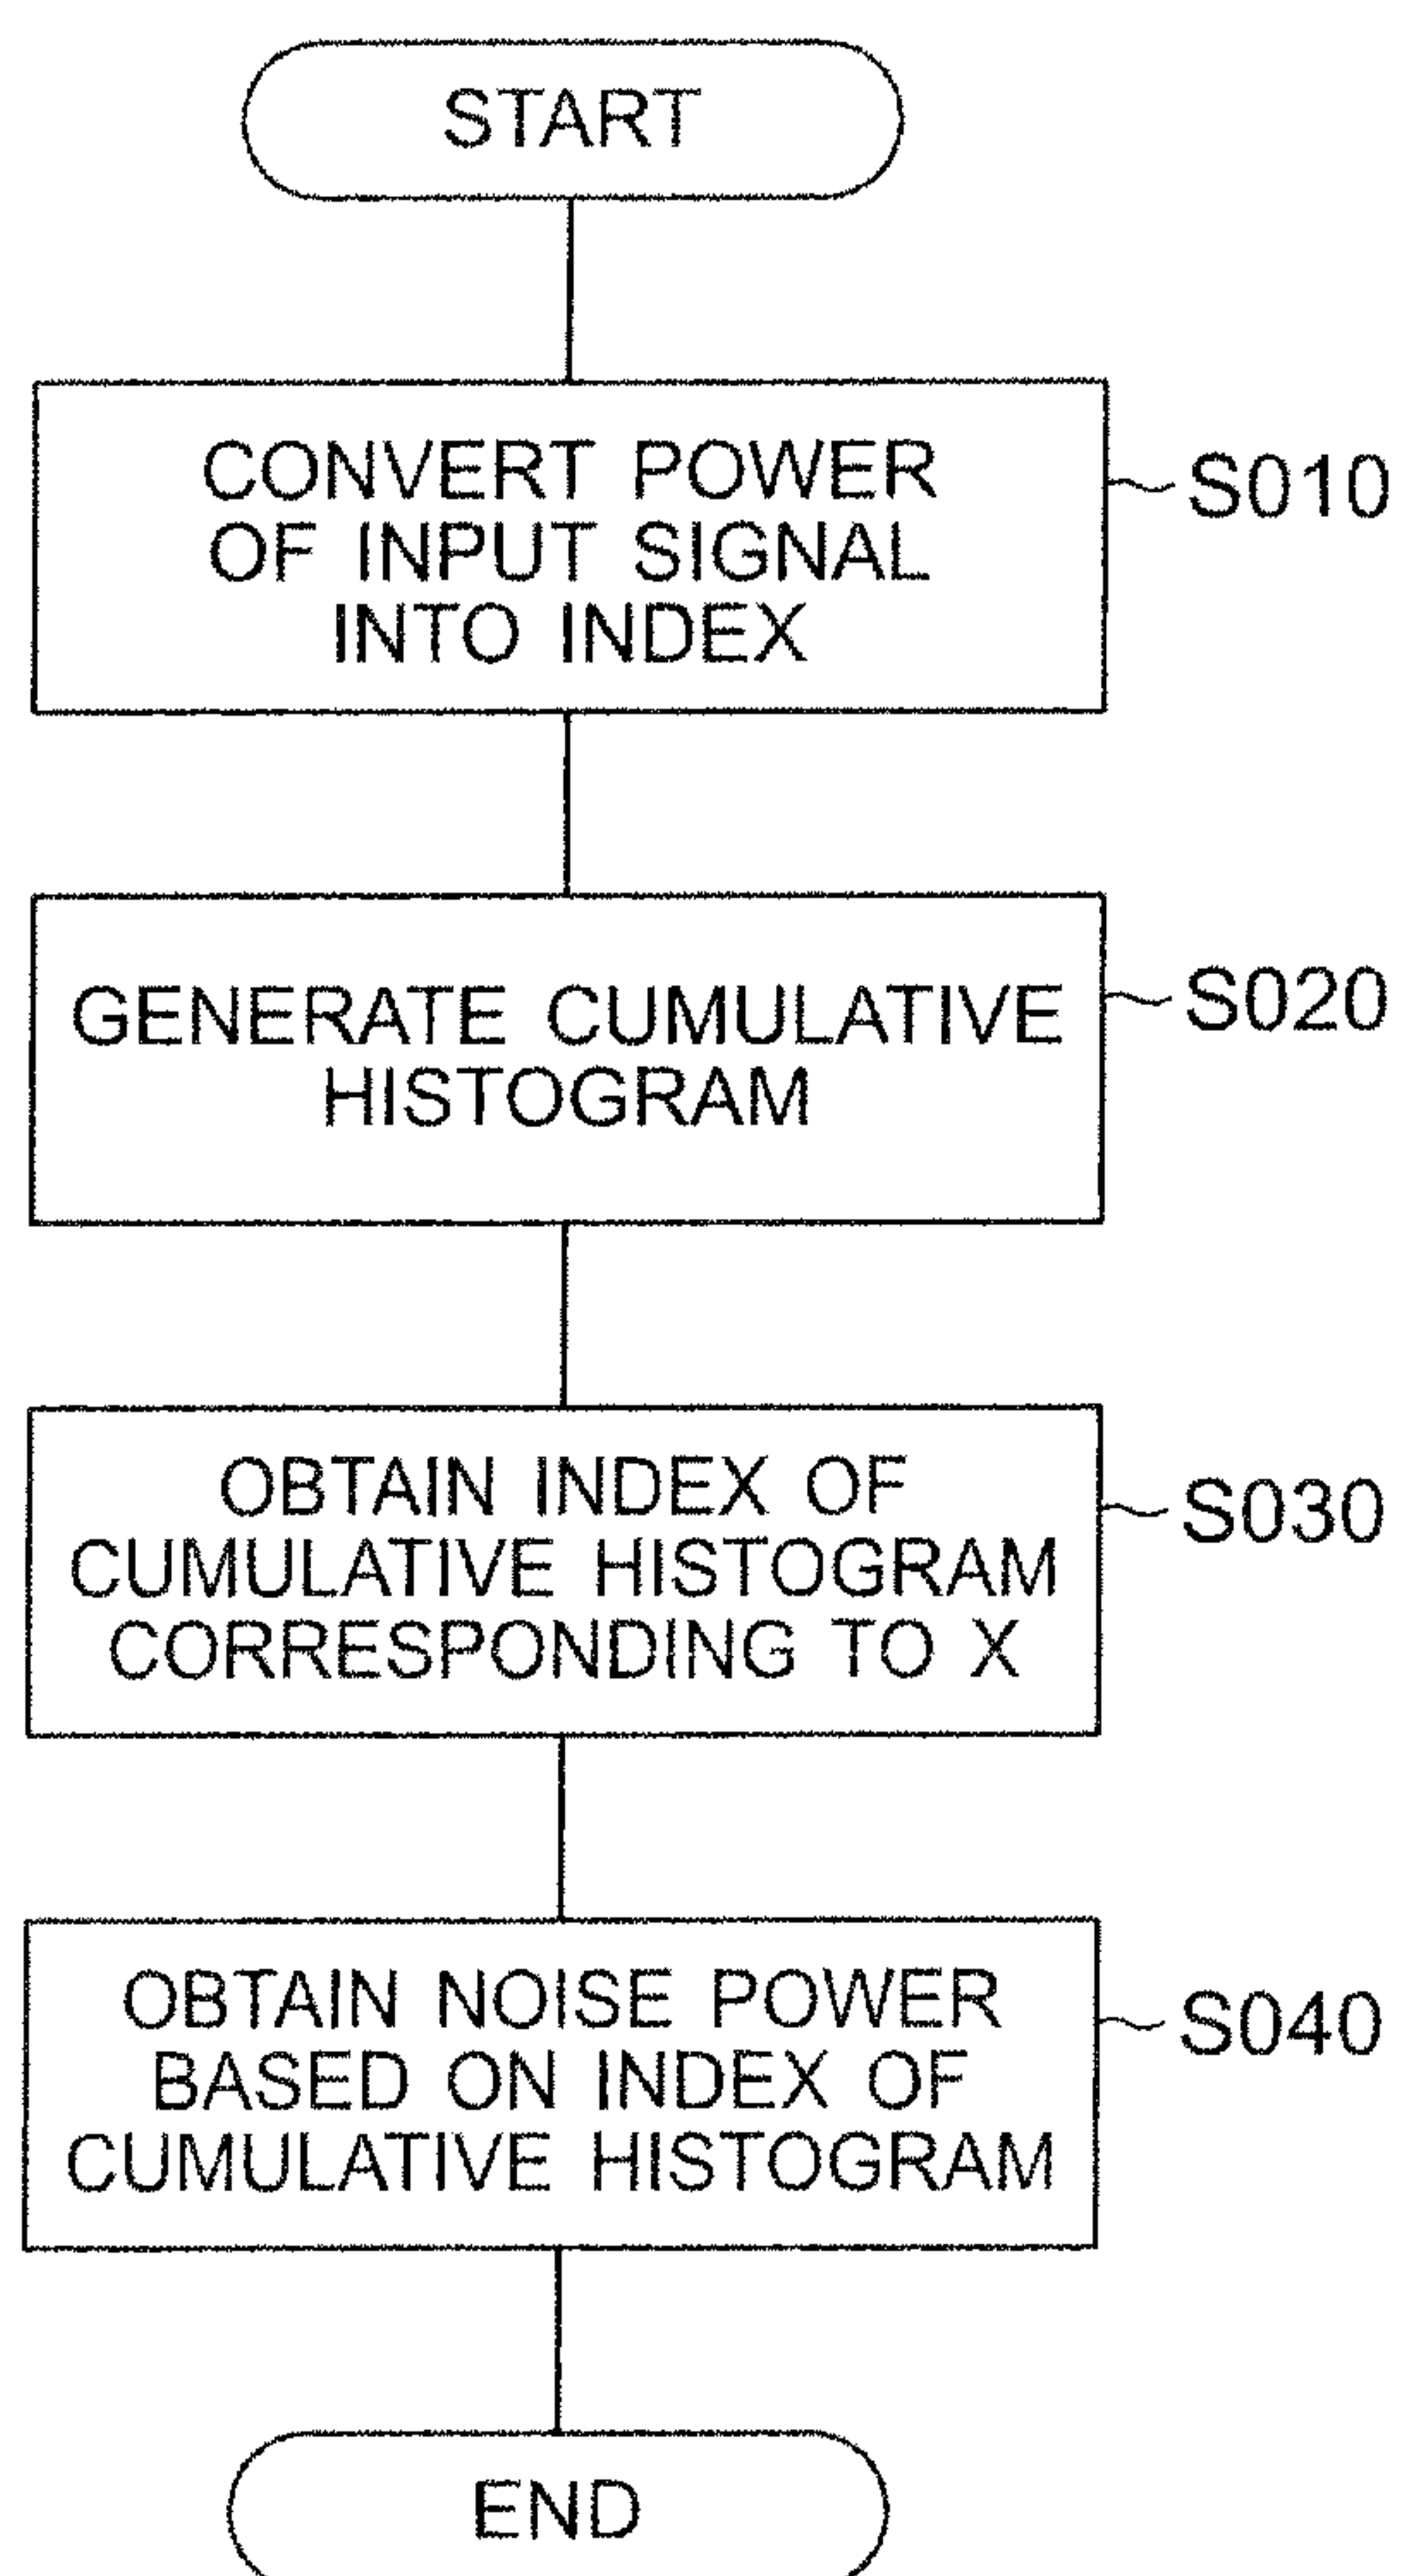 START
CONVERT POWER
OF INPUT SIGNAL
INTO INDEX
S010
GENERATE CUMULATIVE
HISTOGRAM
S020
OBTAIN INDEX OF
CUMULATIVE HISTOGRAM
CORRESPONDING TO X
S030
OBTAIN NOISE POWER
BASED ON INDEX OF
CUMULATIVE HISTOGRAM
S040
END